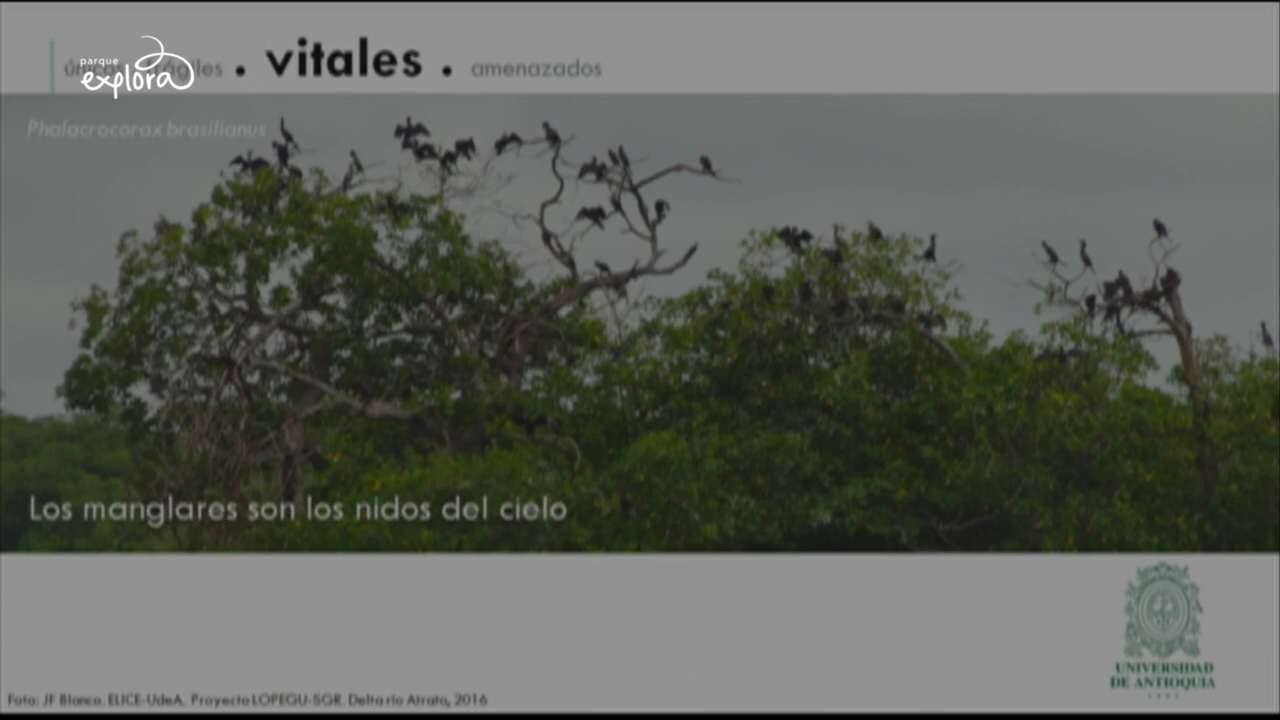 parque
explora
. vitales . amenazados
Phalacrocorax brasilianus
Los manglares son los nidos del cielo
UNIVERSIDAD
DE ANTIOQUIA
Foto: JF Blanco. ELICE-UdeA. Proyecto LOPEGU-SGR. Delta río Atrato, 2016